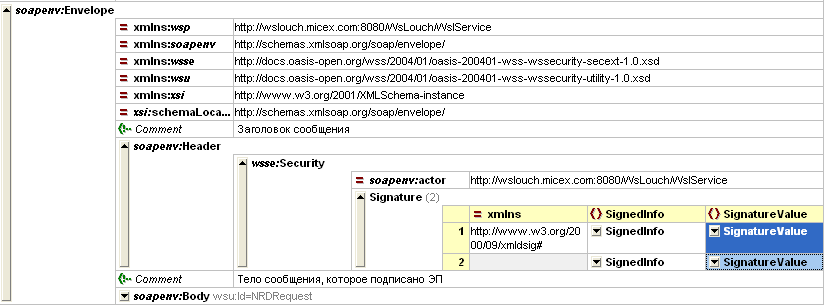 soapenv:Envelope
= xmlns:wsp http://wslouch.micex.com:8080/WsLouch/WslService
= xmlns:soapenv http://schemas.xmlsoap.org/soap/envelope/
= xmlns:wsse http://docs.oasis-open.org/wss/2004/01/oasis-200401-wss-wssecurity-secext-1.0.xsd
= xmlns:wsu http://docs.oasis-open.org/wss/2004/01/oasis-200401-wss-wssecurity-utility-1.0.xsd
= xmlns:xsi http://www.w3.org/2001/XMLSchema-instance
= xsi:schemaLoca... http://schemas.xmlsoap.org/soap/envelope/
Comment Заголовок сообщения
soapenv:Header
wsse:Security
= soapenv:actor http://wslouch.micex.com:8080/WsLouch/WslService
Signature (2)
= xmlns {} SignedInfo {} SignatureValue
1 http://www.w3.org/20 SignedInfo SignatureValue
00/09/xmldsig#
2 SignedInfo SignatureValue
Comment Тело сообщения, которое подписано ЭП
soapenv:Body wsu:Id=NRDRequest